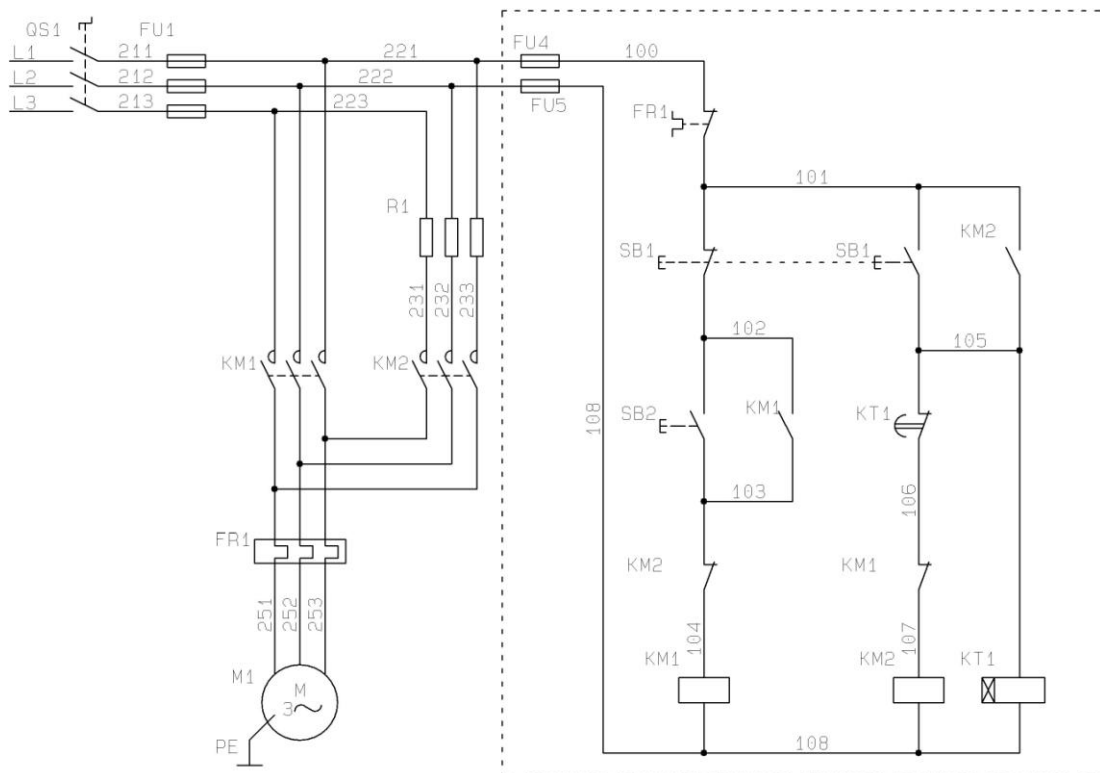 QS1 FU1
L1 211 221 FU4 100
L2 212 222 FU5
L3 213 223
FR1
101
R1
SB1 SB1 KM2
231 232 233
102 105
KM1 KM2
108
SB2 KM1 KT1
103 106
FR1
KM2 KM1
251 252 253
104 107
M1 KM1 KM2 KT1
M
3
PE
108